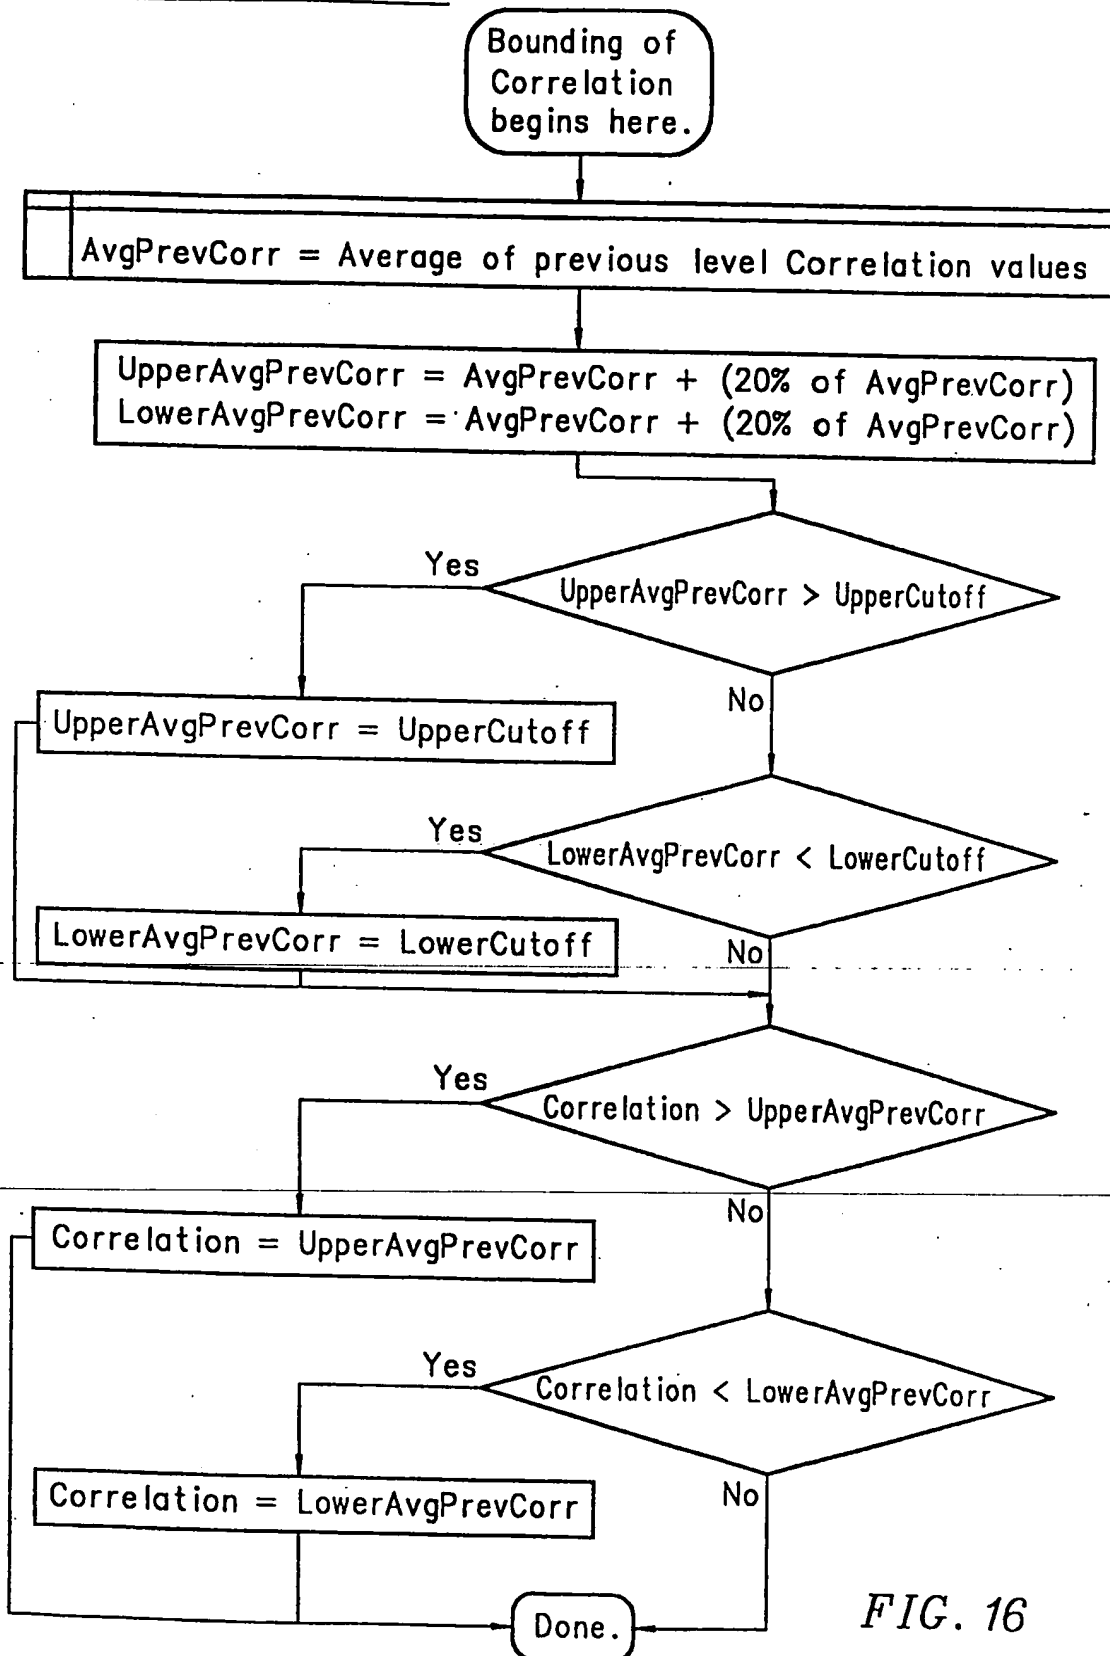 Bounding of
Correlation
begins here.
AvgPrevCorr = Average of previous level Correlation values
UpperAvgPrevCorr = AvgPrevCorr + (20% of AvgPrevCorr)
LowerAvgPrevCorr = AvgPrevCorr + (20% of AvgPrevCorr)
Yes
UpperAvgPrevCorr > UpperCutoff
No
UpperAvgPrevCorr = UpperCutoff
Yes
LowerAvgPrevCorr < LowerCutoff
LowerAvgPrevCorr = LowerCutoff
No
Yes
Correlation > UpperAvgPrevCorr
No
Correlation = UpperAvgPrevCorr
Yes
Correlation < LowerAvgPrevCorr
Correlation = LowerAvgPrevCorr
No
Done.
FIG. 16